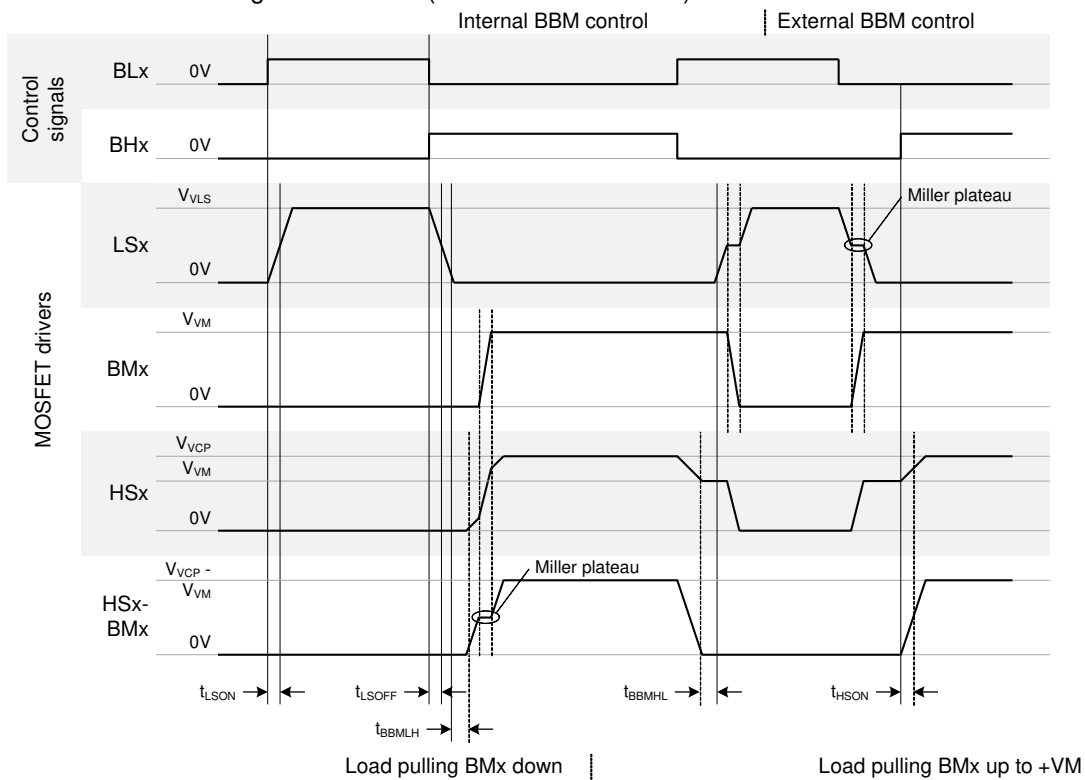 Internal BBM control
External BBM control
Control signals
BLx
0V
BHx
0V
MOSFET drivers
V_VLS
LSx
0V
Miller plateau
V_VM
BMx
0V
V_VCP
V_VM
HSx
0V
V_VCP -
V_VM
HSx-
BMx
0V
Miller plateau
t_LSON
t_LSOFF
t_BBMHL
t_HSON
t_BBMLH
Load pulling BMx down
Load pulling BMx up to +VM